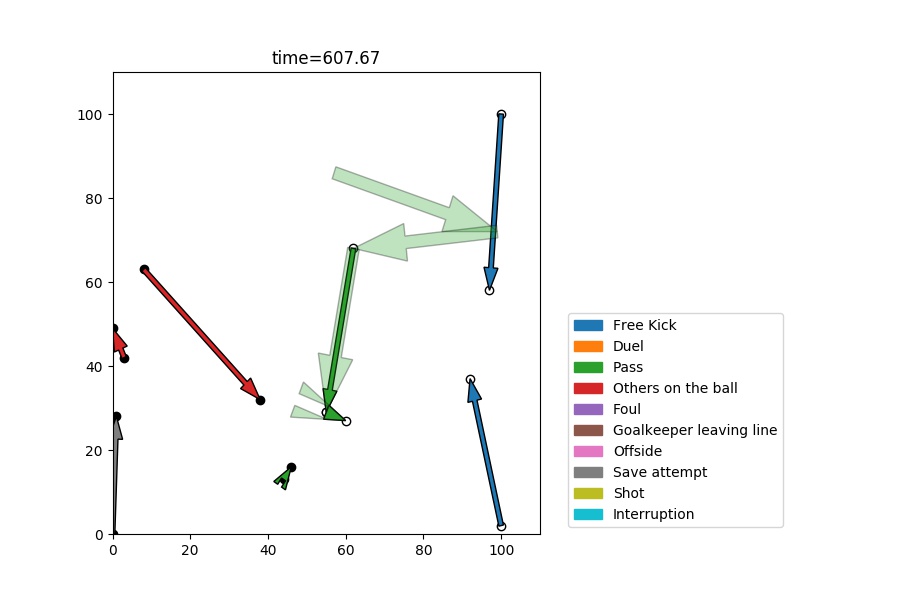 time=607.67
100
80
60
40
20
0
0
20
40
60
80
100
Free Kick
Duel
Pass
Others on the ball
Foul
Goalkeeper leaving line
Offside
Save attempt
Shot
Interruption